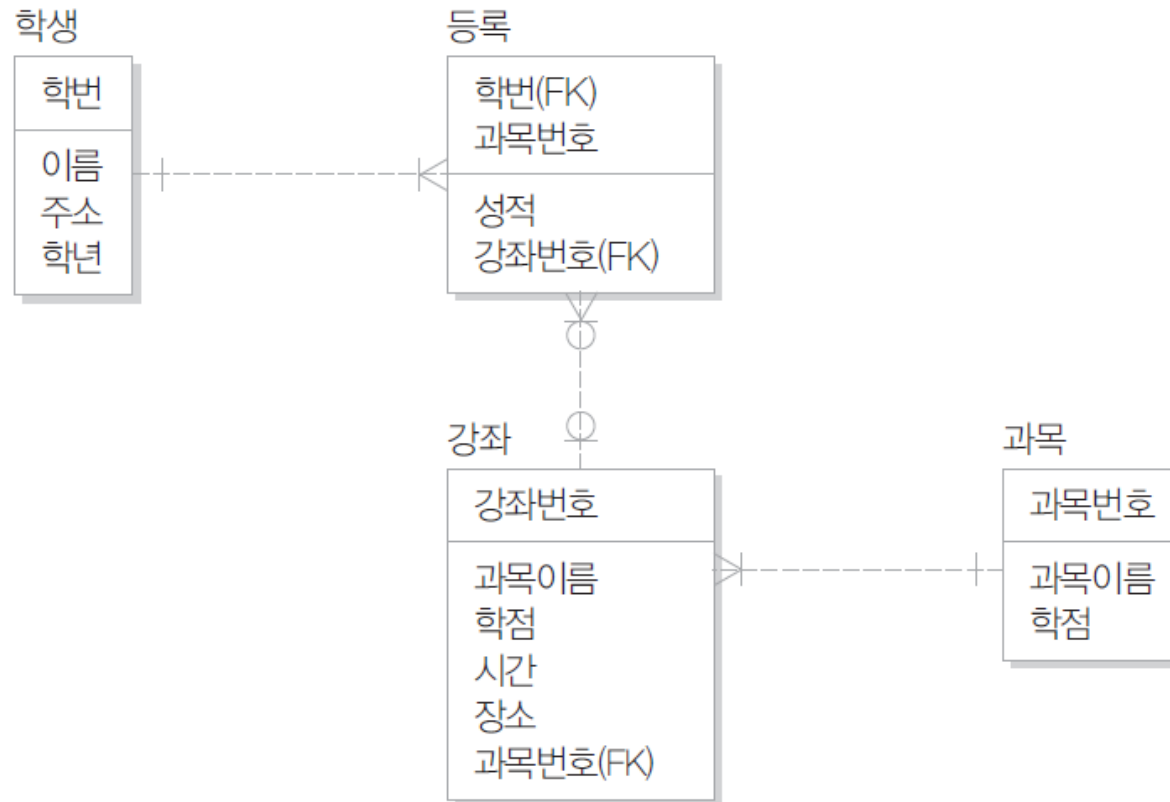 학생
학번
이름
주소
학년
등록
학번(FK)
과목번호
성적
강좌번호(FK)
강좌
강좌번호
과목이름
학점
시간
장소
과목번호(FK)
과목
과목번호
과목이름
학점